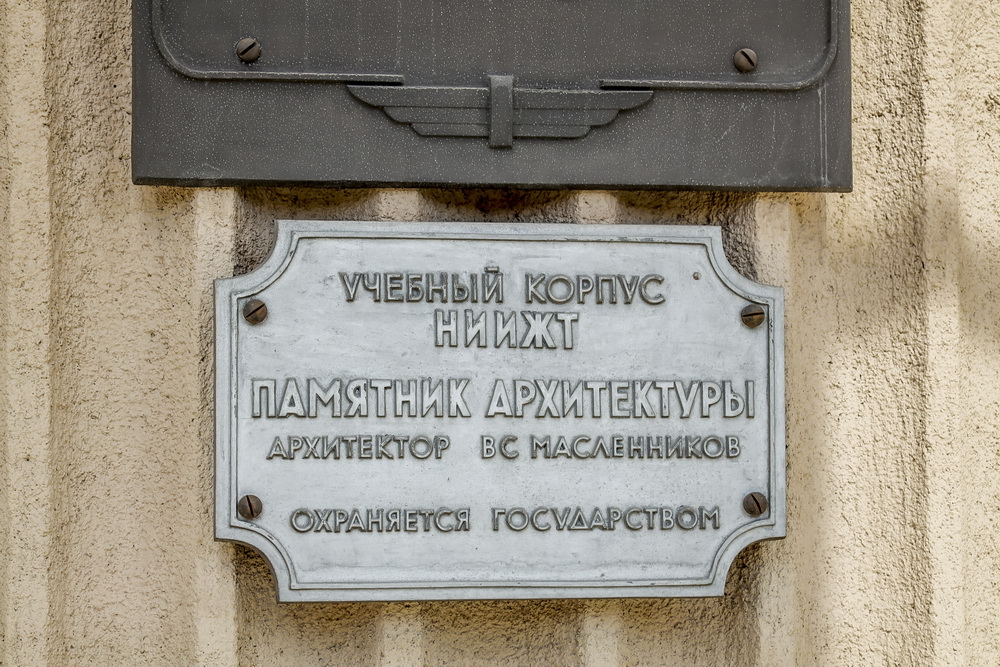 УЧЕБНЫЙ КОРПУС
НИИЖТ
ПАМЯТНИК АРХИТЕКТУРЫ
АРХИТЕКТОР ВС МАСЛЕННИКОВ
ОХРАНЯЕТСЯ ГОСУДАРСТВОМ